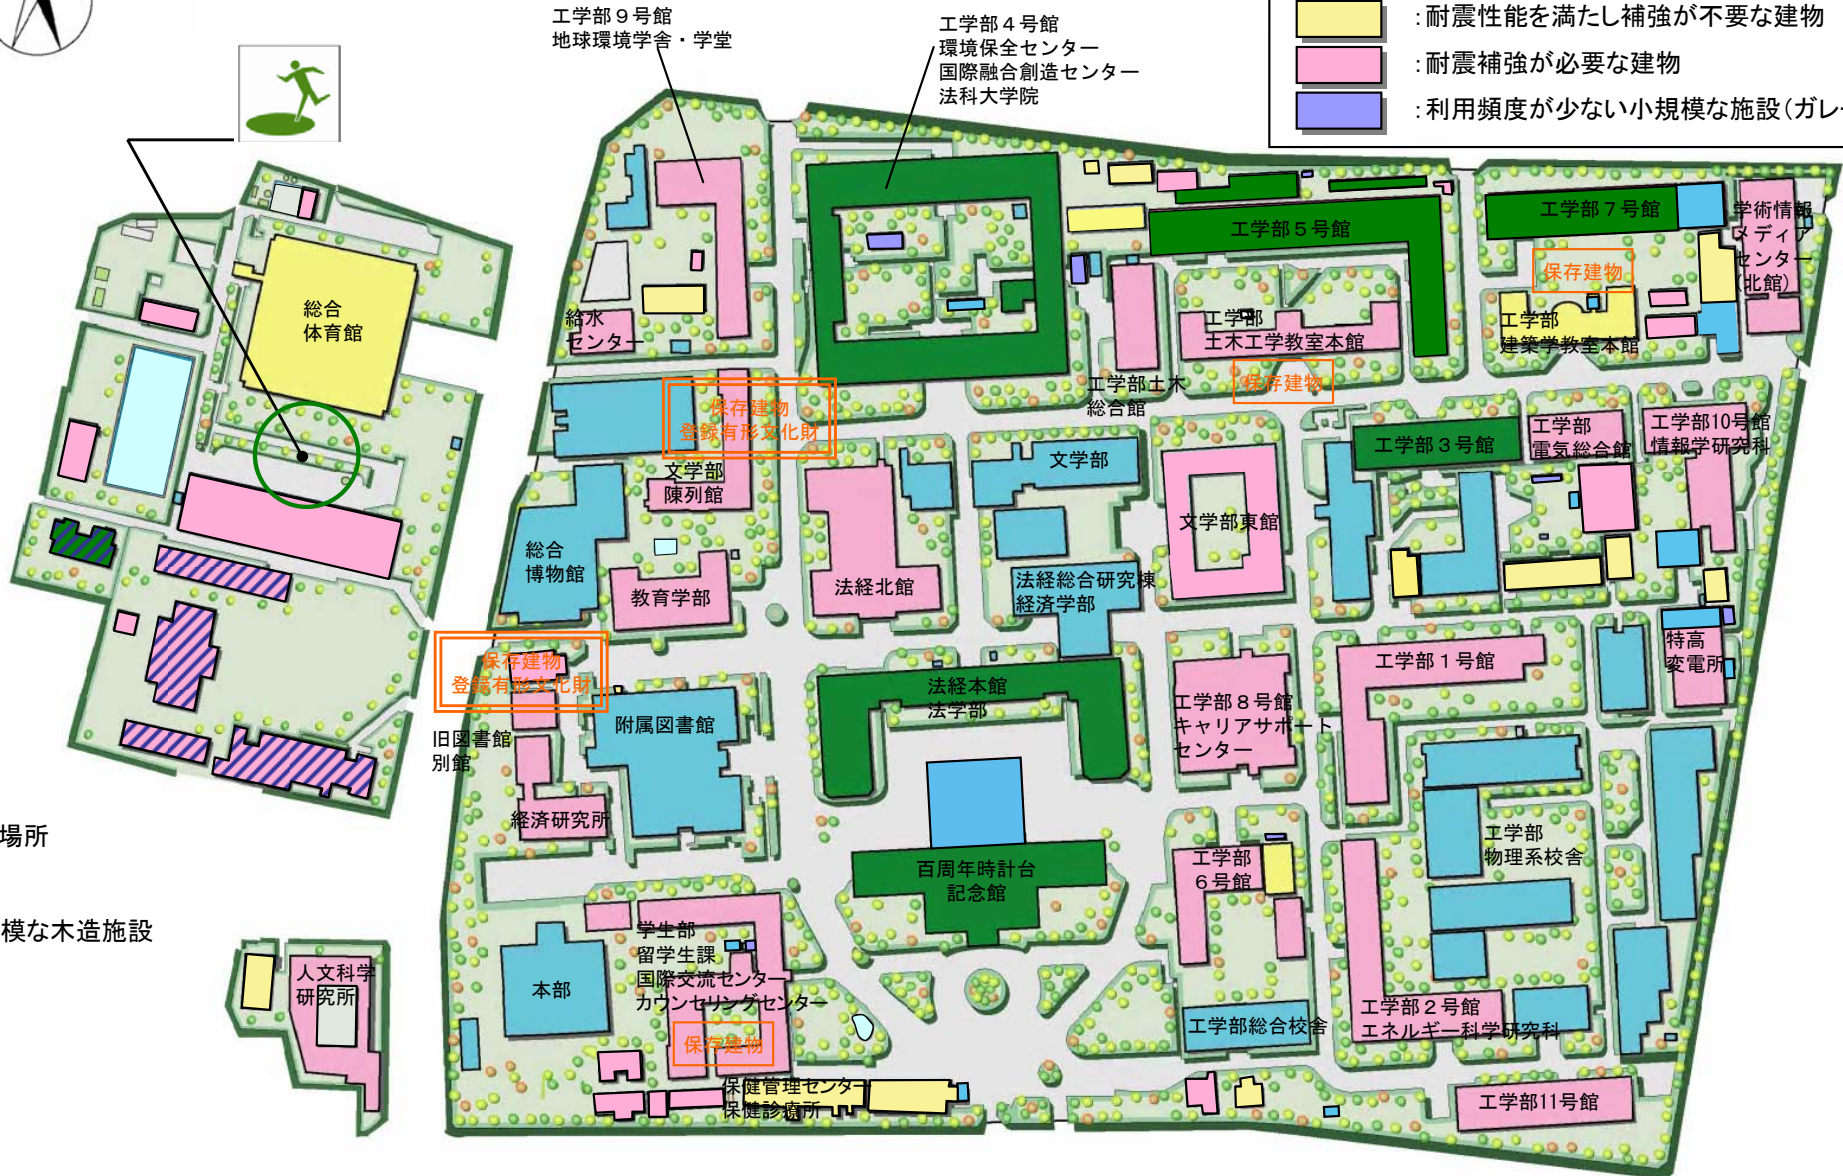 工学部９号館
地球環境学舎・学堂
工学部４号館
環境保全センター
国際融合創造センター
法科大学院
：耐震性能を満たし補強が不要な建物
：耐震補強が必要な建物
：利用頻度が少ない小規模な施設（ガレ
総合
体育館
給水
センター
工学部５号館
工学部７号館
学術情報
メディア
センター
（北館）
保存建物
工学部
土木工学教室本館
工学部
建築学教室本館
保存建物
工学部土木
総合館
保存建物
登録有形文化財
文学部
陳列館
文学部
工学部３号館
工学部
電気総合館
工学部10号館
情報学研究科
文学部東館
総合
博物館
教育学部
法経北館
法経総合研究棟
経済学部
保存建物
登録有形文化財
旧図書館
別館
附属図書館
法経本館
法学部
工学部１号館
特高
変電所
工学部８号館
キャリアサポート
センター
経済研究所
場所
百周年時計台
記念館
工学部
６号館
工学部
物理系校舎
模な木造施設
人文科学
研究所
本部
学生部
留学生課
国際交流センター
カウンセリングセンター
保存建物
工学部総合校舎
工学部２号館
エネルギー科学研究科
保健管理センター
保健診療所
工学部11号館